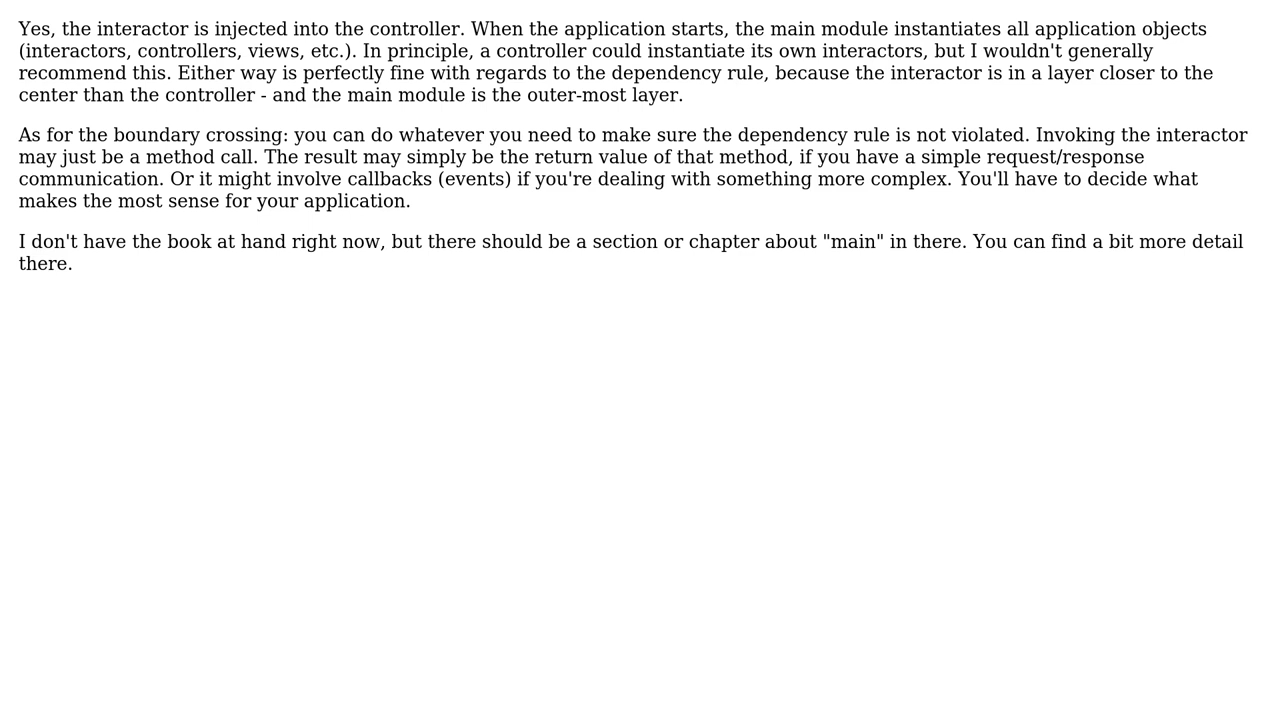 Yes, the interactor is injected into the controller. When the application starts, the main module instantiates all application objects
(interactors, controllers, views, etc.). In principle, a controller could instantiate its own interactors, but I wouldn't generally
recommend this. Either way is perfectly fine with regards to the dependency rule, because the interactor is in a layer closer to the
center than the controller - and the main module is the outer-most layer.
As for the boundary crossing: you can do whatever you need to make sure the dependency rule is not violated. Invoking the interactor
may just be a method call. The result may simply be the return value of that method, if you have a simple request/response
communication. Or it might involve callbacks (events) if you're dealing with something more complex. You'll have to decide what
makes the most sense for your application.
I don't have the book at hand right now, but there should be a section or chapter about "main" in there. You can find a bit more detail
there.